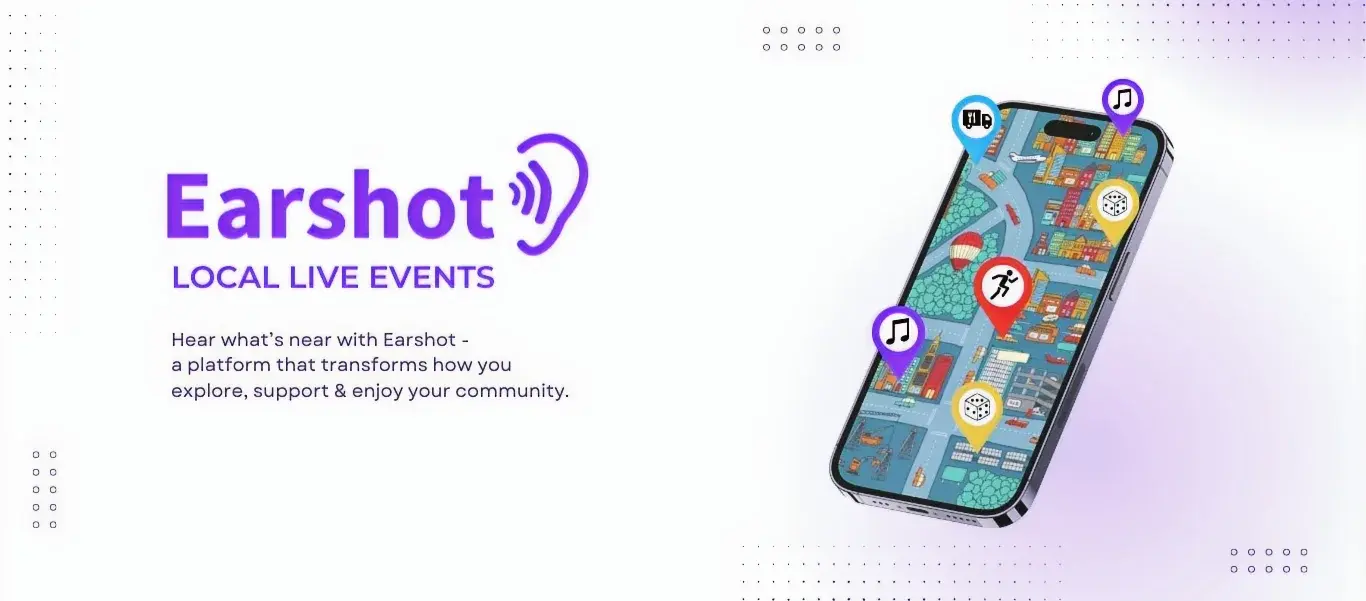 Earshot
LOCAL LIVE EVENTS
Hear what's near with Earshot -
a platform that transforms how you
explore, support & enjoy your community.